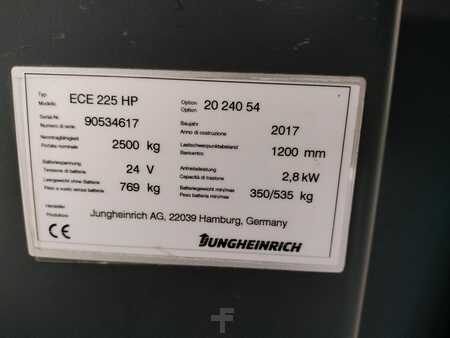 Typ. ECE 225 HP Option 20 240 54
Modello. Option
Serial-Nr. Baujahr 2017
Numero di serie. 90534617 Anno di costruzione
Nenntragfähigkeit 2500 kg Lastschwerpunktabstand 1200 mm
Portata nominale Baricentro
Batteriespannung 24 V Antriebsleistung 2,8 kW
Tensione di batteria Capacità di trazione
Leergewicht ohne Batterie 769 kg Batteriegewicht min/max 350/535 kg
Peso a vuoto senza batteria Peso batteria min/max
Hersteller Jungheinrich AG, 22039 Hamburg, Germany
Produttore
CE JUNGHEINRICH